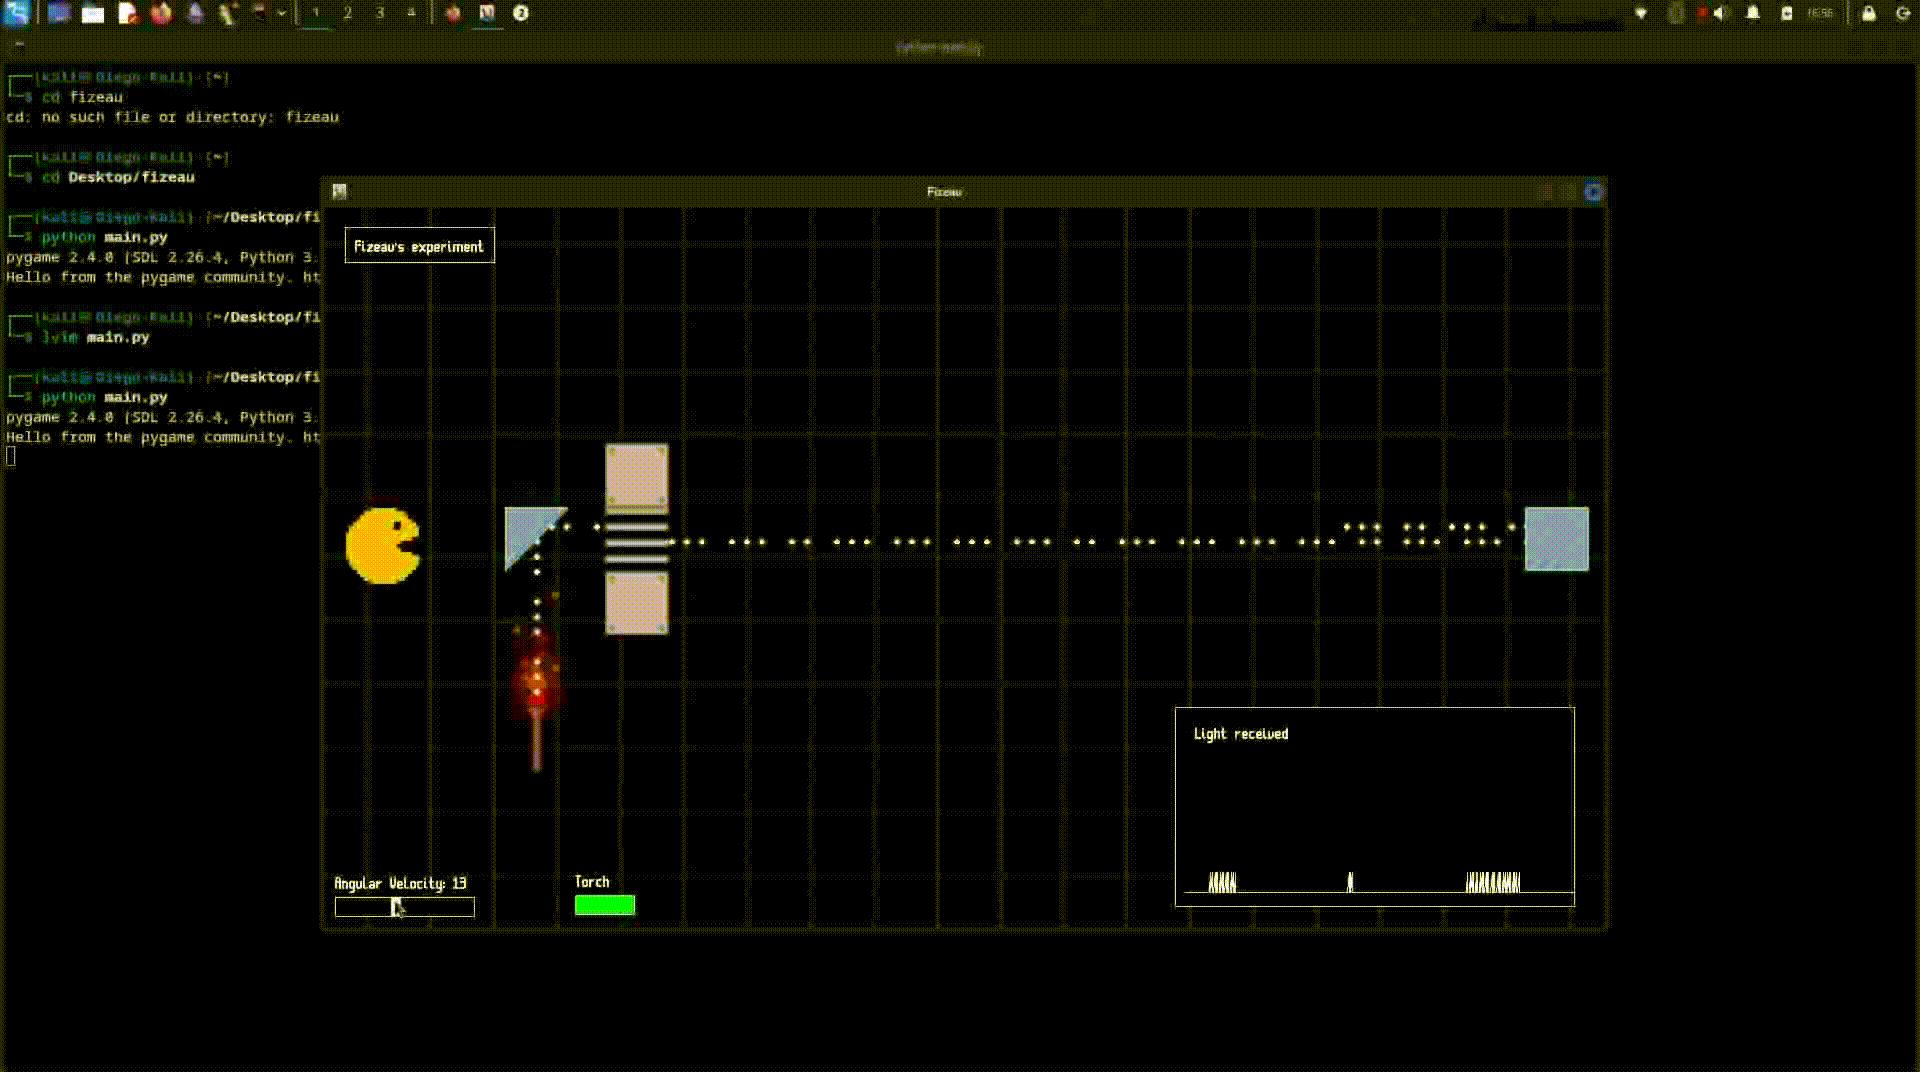 1 2 3 4
16:56
┌──(kali㉿Diego-Kali)-[~]
└─$ cd fizeau
cd: no such file or directory: fizeau
┌──(kali㉿Diego-Kali)-[~]
└─$ cd Desktop/fizeau
┌──(kali㉿Diego-Kali)-[~/Desktop/fi
└─$ python main.py
pygame 2.4.0 (SDL 2.26.4, Python 3.
Hello from the pygame community. ht
┌──(kali㉿Diego-Kali)-[~/Desktop/fi
└─$ lvim main.py
┌──(kali㉿Diego-Kali)-[~/Desktop/fi
└─$ python main.py
pygame 2.4.0 (SDL 2.26.4, Python 3.
Hello from the pygame community. ht
Fizeau
Fizeau's experiment
Light received
Angular Velocity: 13
Torch